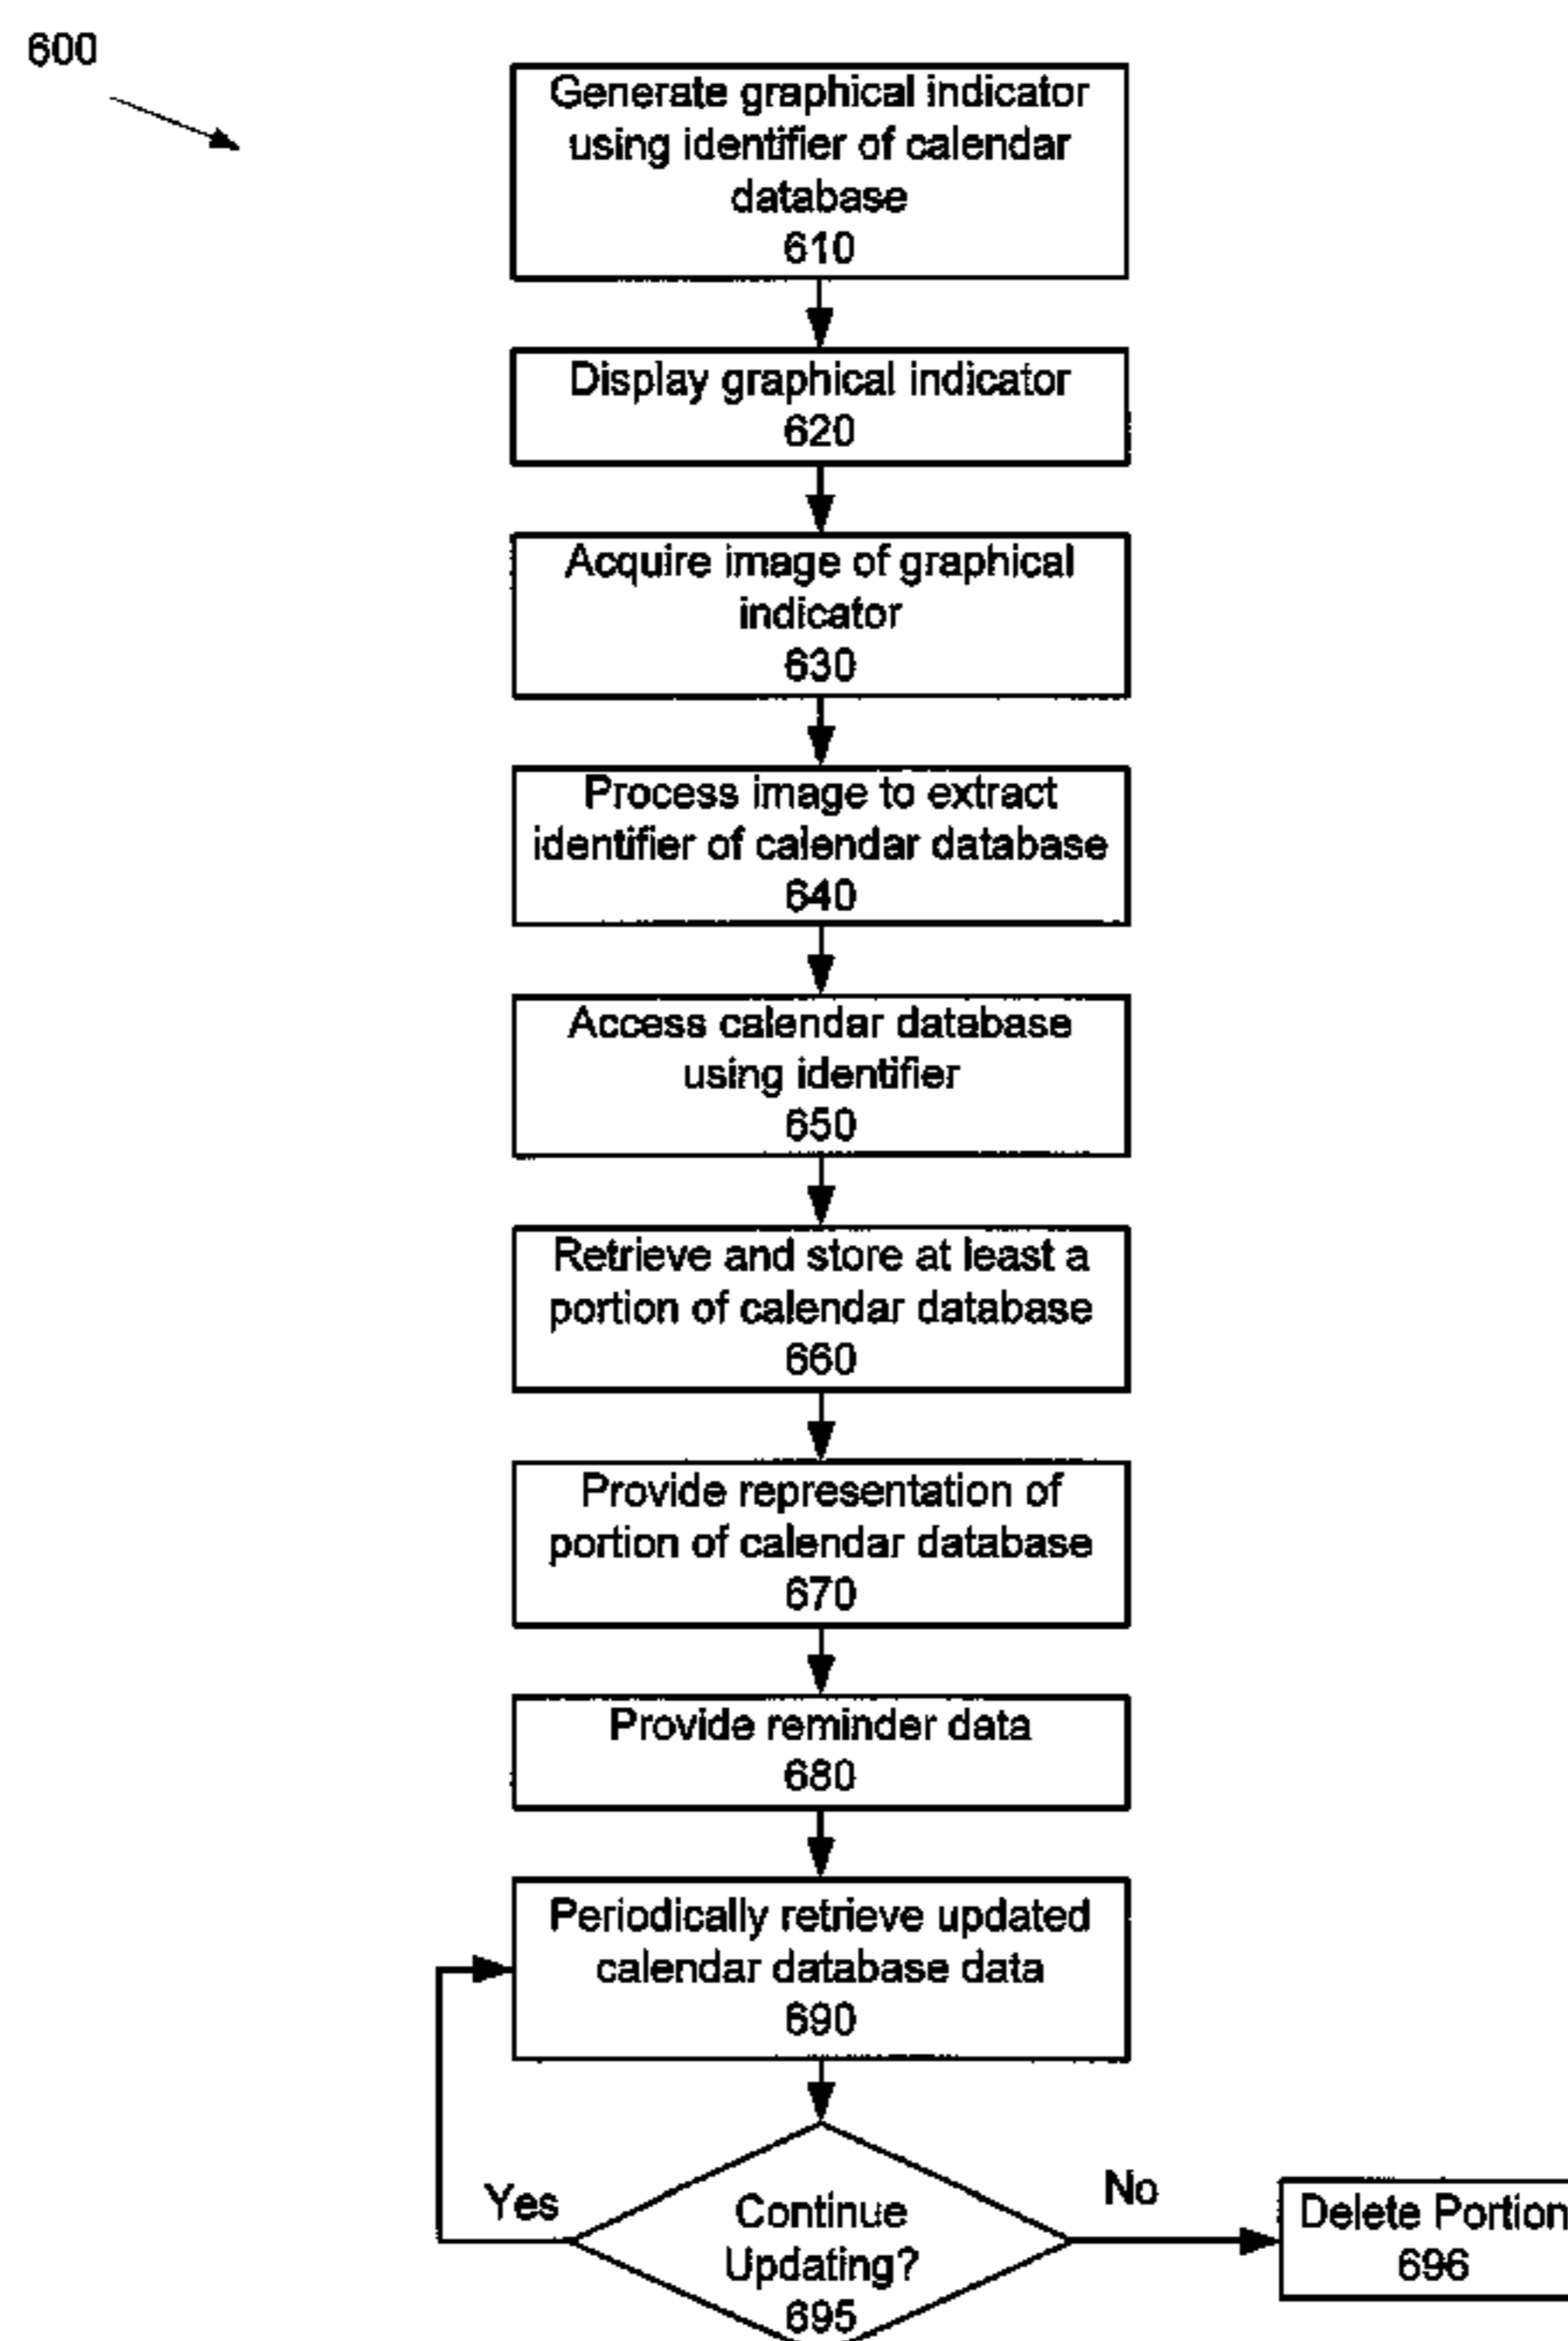 600
Generate graphical indicator
using identifier of calendar
database
610
Display graphical indicator
620
Acquire image of graphical
indicator
630
Process image to extract
identifier of calendar database
640
Access calendar database
using identifier
650
Retrieve and store at least a
portion of calendar database
660
Provide representation of
portion of calendar database
670
Provide reminder data
680
Periodically retrieve updated
calendar database data
690
Yes
Continue
Updating?
695
No
Delete Portion
696